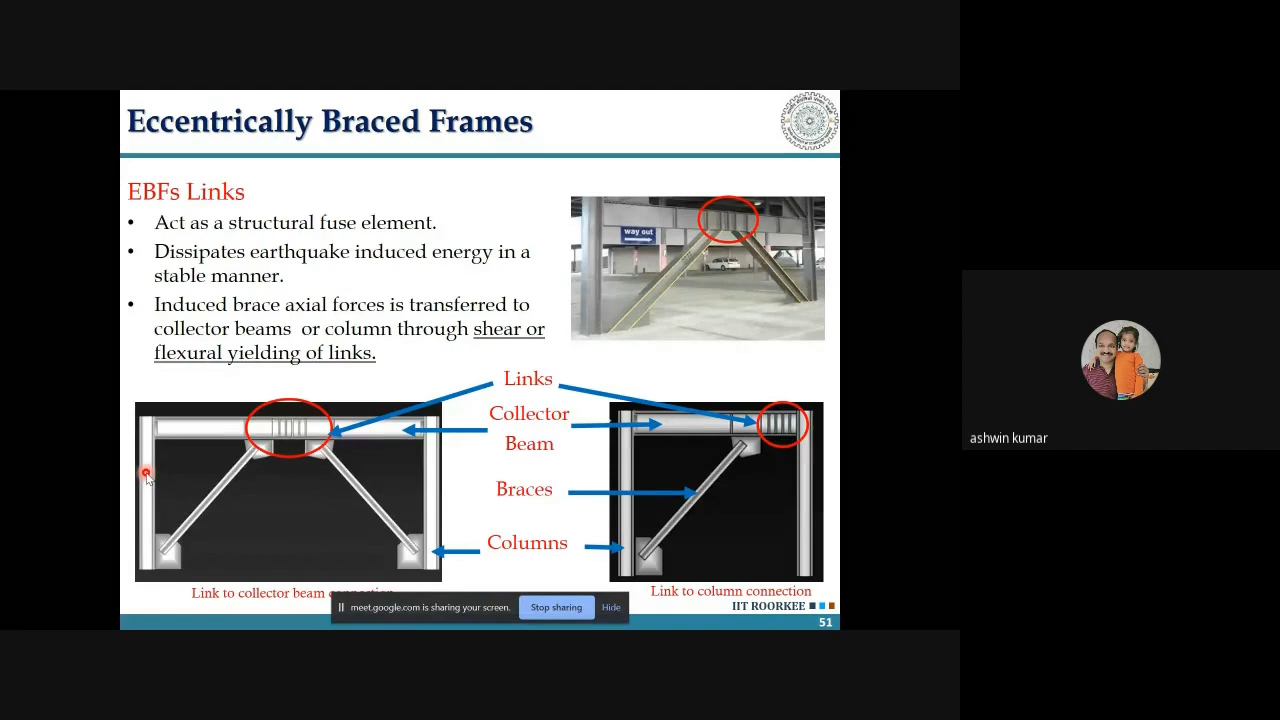 Eccentrically Braced Frames
EBFs Links
• Act as a structural fuse element.
• Dissipates earthquake induced energy in a
stable manner.
• Induced brace axial forces is transferred to
collector beams or column through shear or
flexural yielding of links.
way out
Links
Collector
Beam
Braces
Columns
Link to collector beam
Link to column connection
IIT ROORKEE
51
meet.google.com is sharing your screen.
Stop sharing
Hide
ashwin kumar